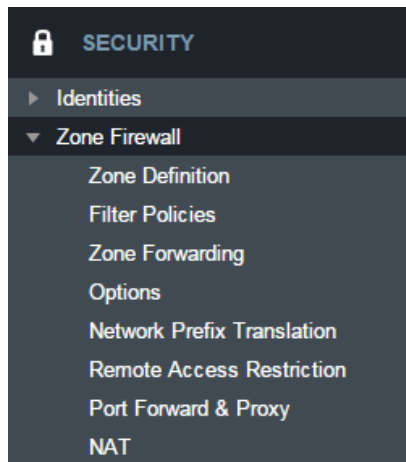 SECURITY
Identities
Zone Firewall
Zone Definition
Filter Policies
Zone Forwarding
Options
Network Prefix Translation
Remote Access Restriction
Port Forward & Proxy
NAT